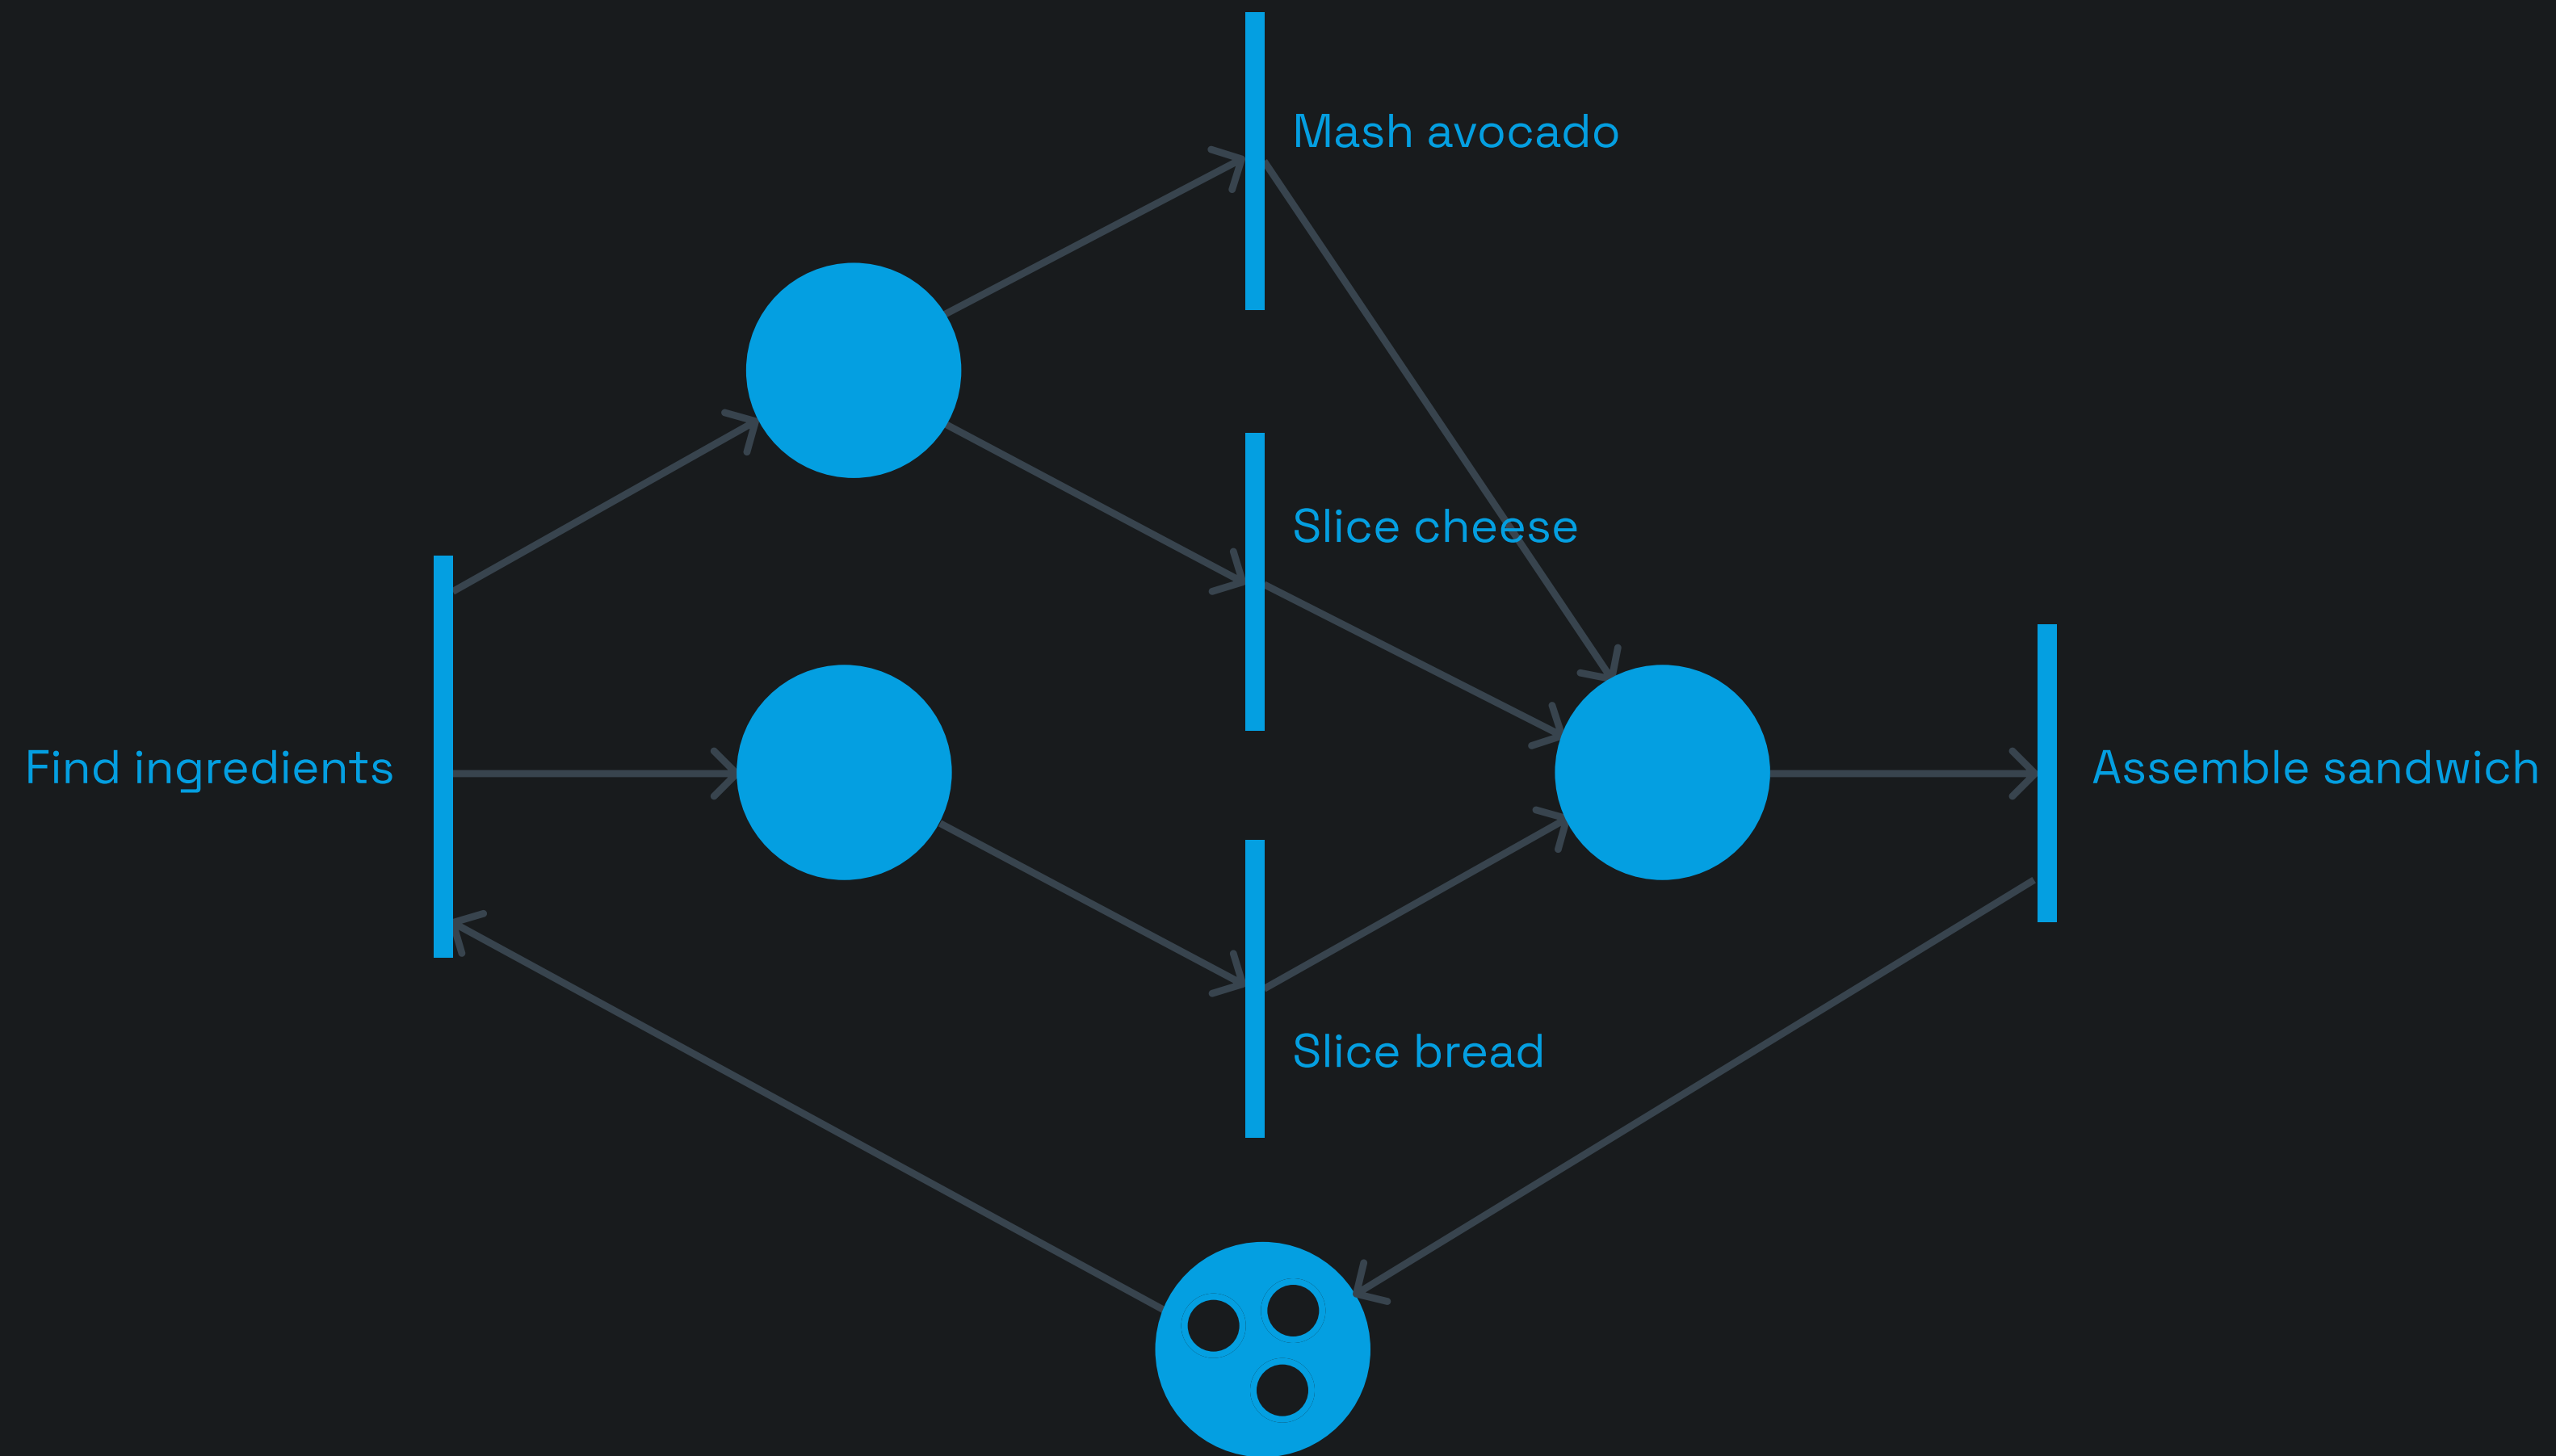 Mash avocado
Slice cheese
Find ingredients
Assemble sandwich
Slice bread